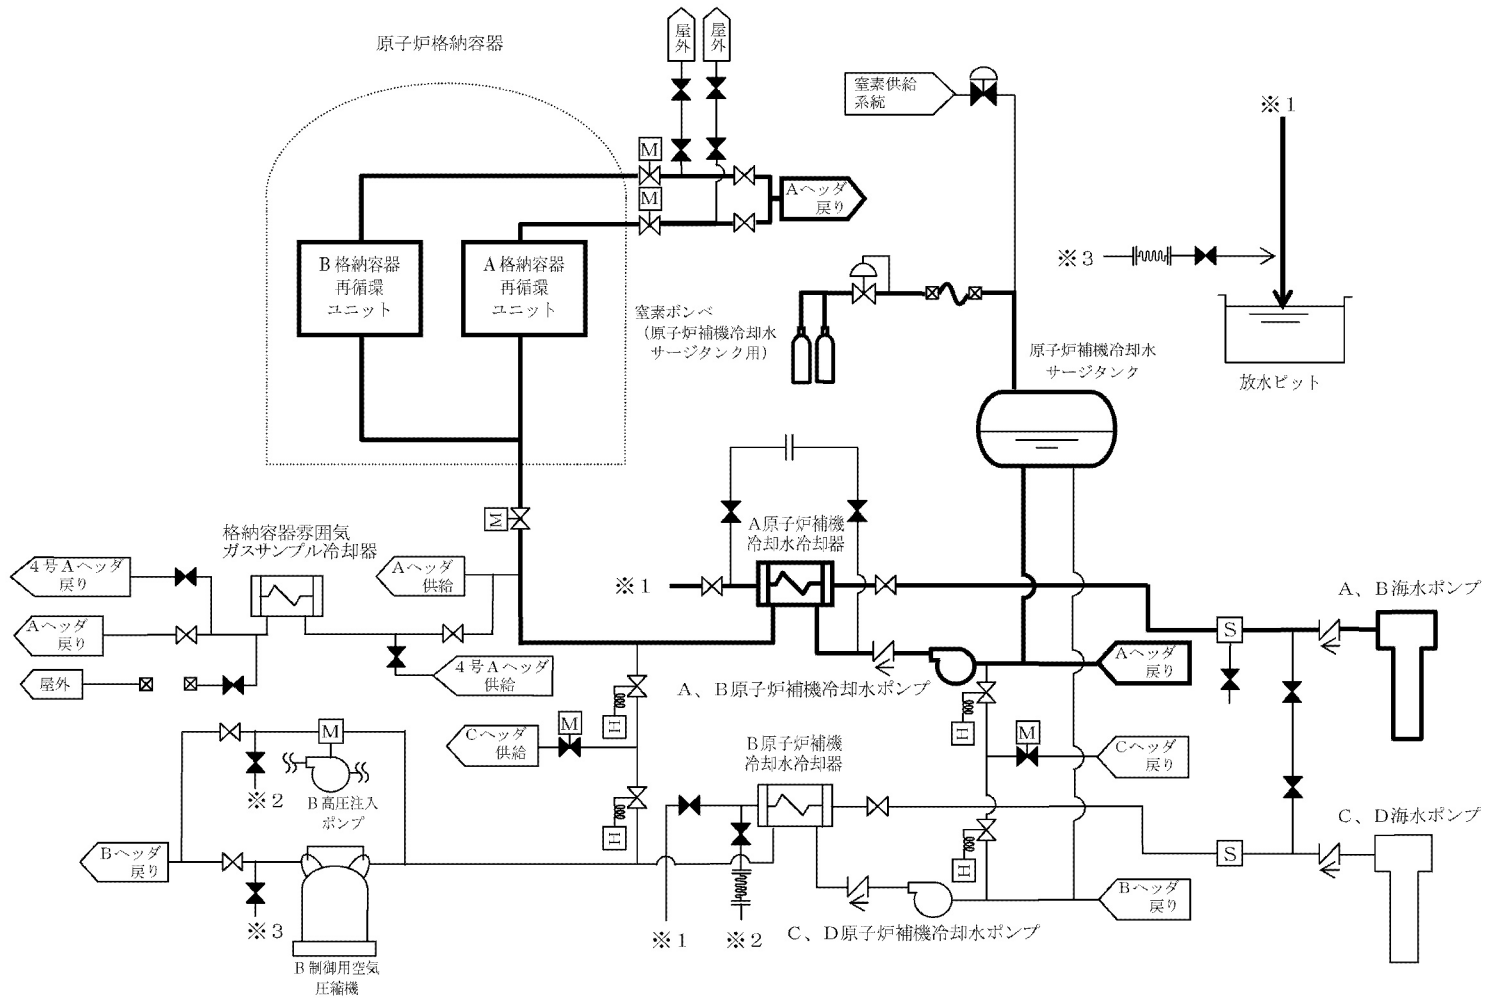 屋外
屋外
原子炉格納容器
窒素供給
系統
※1
M
M
Aヘッダ
戻り
※3
B格納容器
再循環
ユニット
A格納容器
再循環
ユニット
窒素ボンベ
（原子炉補機冷却水
サージタンク用）
原子炉補機冷却水
サージタンク
放水ピット
M
A原子炉補機
冷却水冷却器
格納容器雰囲気
ガスサンプル冷却器
4号Aヘッダ
戻り
Aヘッダ
供給
※1
A、B海水ポンプ
Aヘッダ
戻り
S
4号Aヘッダ
供給
Aヘッダ
戻り
屋外
A、B原子炉補機冷却水ポンプ
H
H
M
Cヘッダ
供給
M
B原子炉補機
冷却水冷却器
M
Cヘッダ
戻り
※2
B高圧注入
ポンプ
C、D海水ポンプ
H
H
S
Bヘッダ
戻り
Bヘッダ
戻り
※3
※1
※2
C、D原子炉補機冷却水ポンプ
B制御用空気
圧縮機